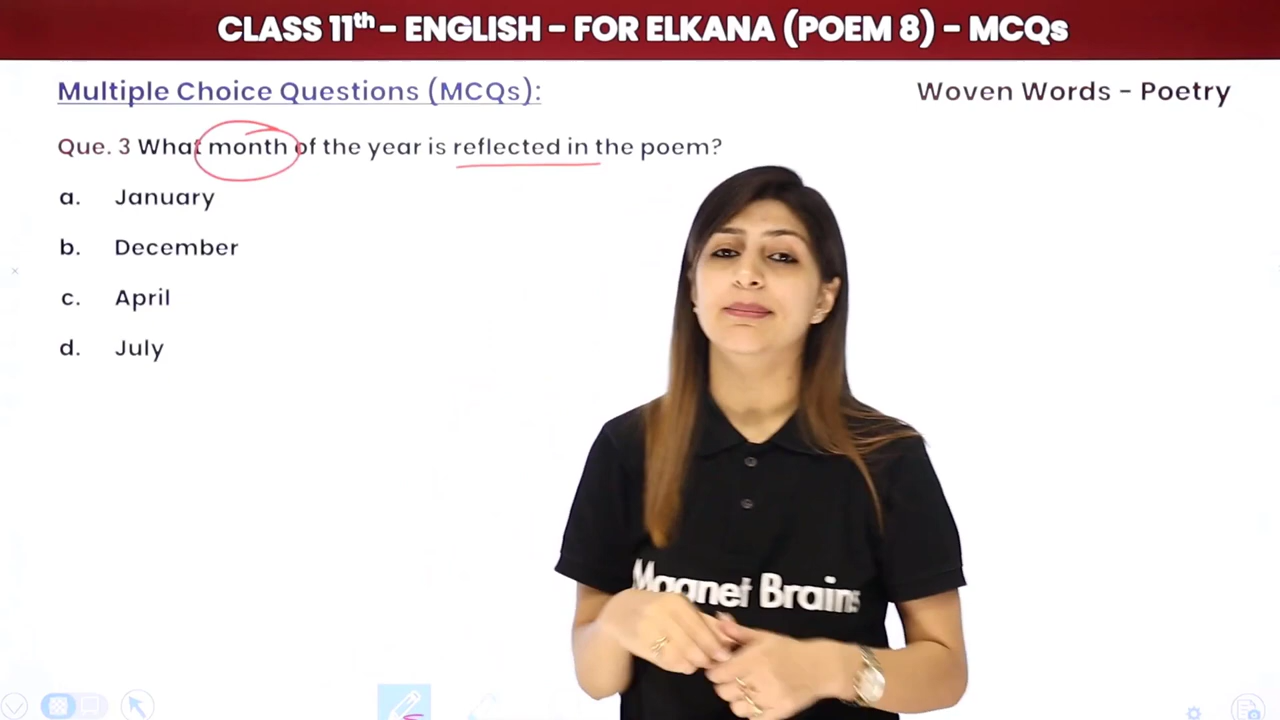 CLASS 11th - ENGLISH - FOR ELKANA (POEM 8) - MCQs
Multiple Choice Questions (MCQs):
Woven Words - Poetry
Que. 3 What month of the year is reflected in the poem?
a. January
b. December
c. April
d. July
Magnet Brains